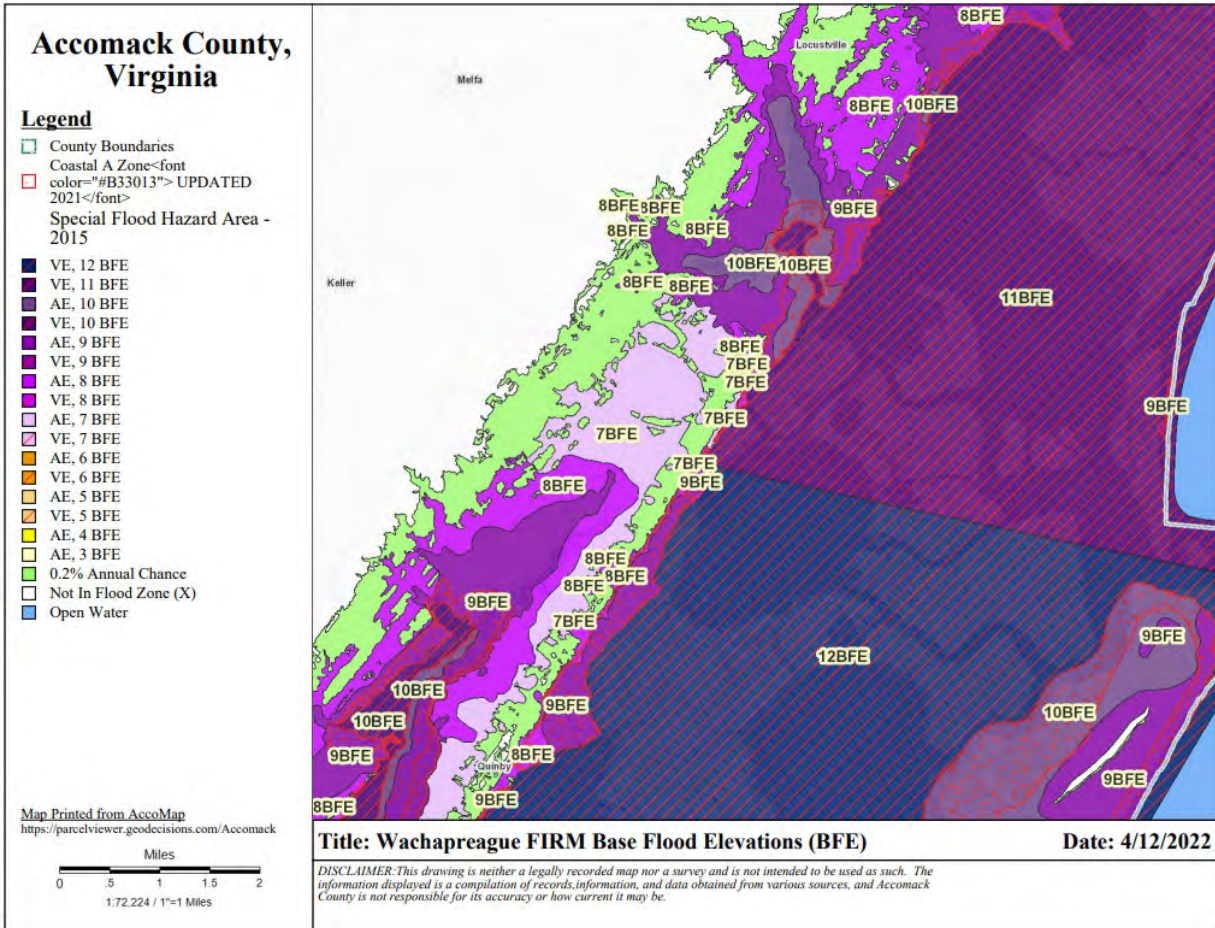 Accomack County,
Virginia
Legend
County Boundaries
Coastal A Zone<font
color="#B33013"> UPDATED
2021</font>
Special Flood Hazard Area -
2015
VE, 12 BFE
VE, 11 BFE
AE, 10 BFE
VE, 10 BFE
AE, 9 BFE
VE, 9 BFE
AE, 8 BFE
VE, 8 BFE
AE, 7 BFE
VE, 7 BFE
AE, 6 BFE
VE, 6 BFE
AE, 5 BFE
VE, 5 BFE
AE, 4 BFE
AE, 3 BFE
0.2% Annual Chance
Not In Flood Zone (X)
Open Water
Map Printed from AccoMap
https://parcelviewer.geodecisions.com/Accomack
Miles
0 .5 1 1.5 2
1:72.224 / 1"=1 Miles
8BFE
Locustville
Melfa
8BFE 10BFE
8BFE 8BFE 9BFE
8BFE 8BFE
10BFE 10BFE
Keller 8BFE 8BFE
11BFE
8BFE
7BFE
7BFE
9BFE
7BFE
7BFE
7BFE
9BFE
8BFE
8BFE
8BFE
8BFE
9BFE
7BFE
9BFE
12BFE
10BFE
9BFE
10BFE
10BFE
9BFE
8BFE
Quinby
9BFE
9BFE
8BFE
Title: Wachapreague FIRM Base Flood Elevations (BFE) Date: 4/12/2022
DISCLAIMER:This drawing is neither a legally recorded map nor a survey and is not intended to be used as such. The
information displayed is a compilation of records,information, and data obtained from various sources, and Accomack
County is not responsible for its accuracy or how current it may be.